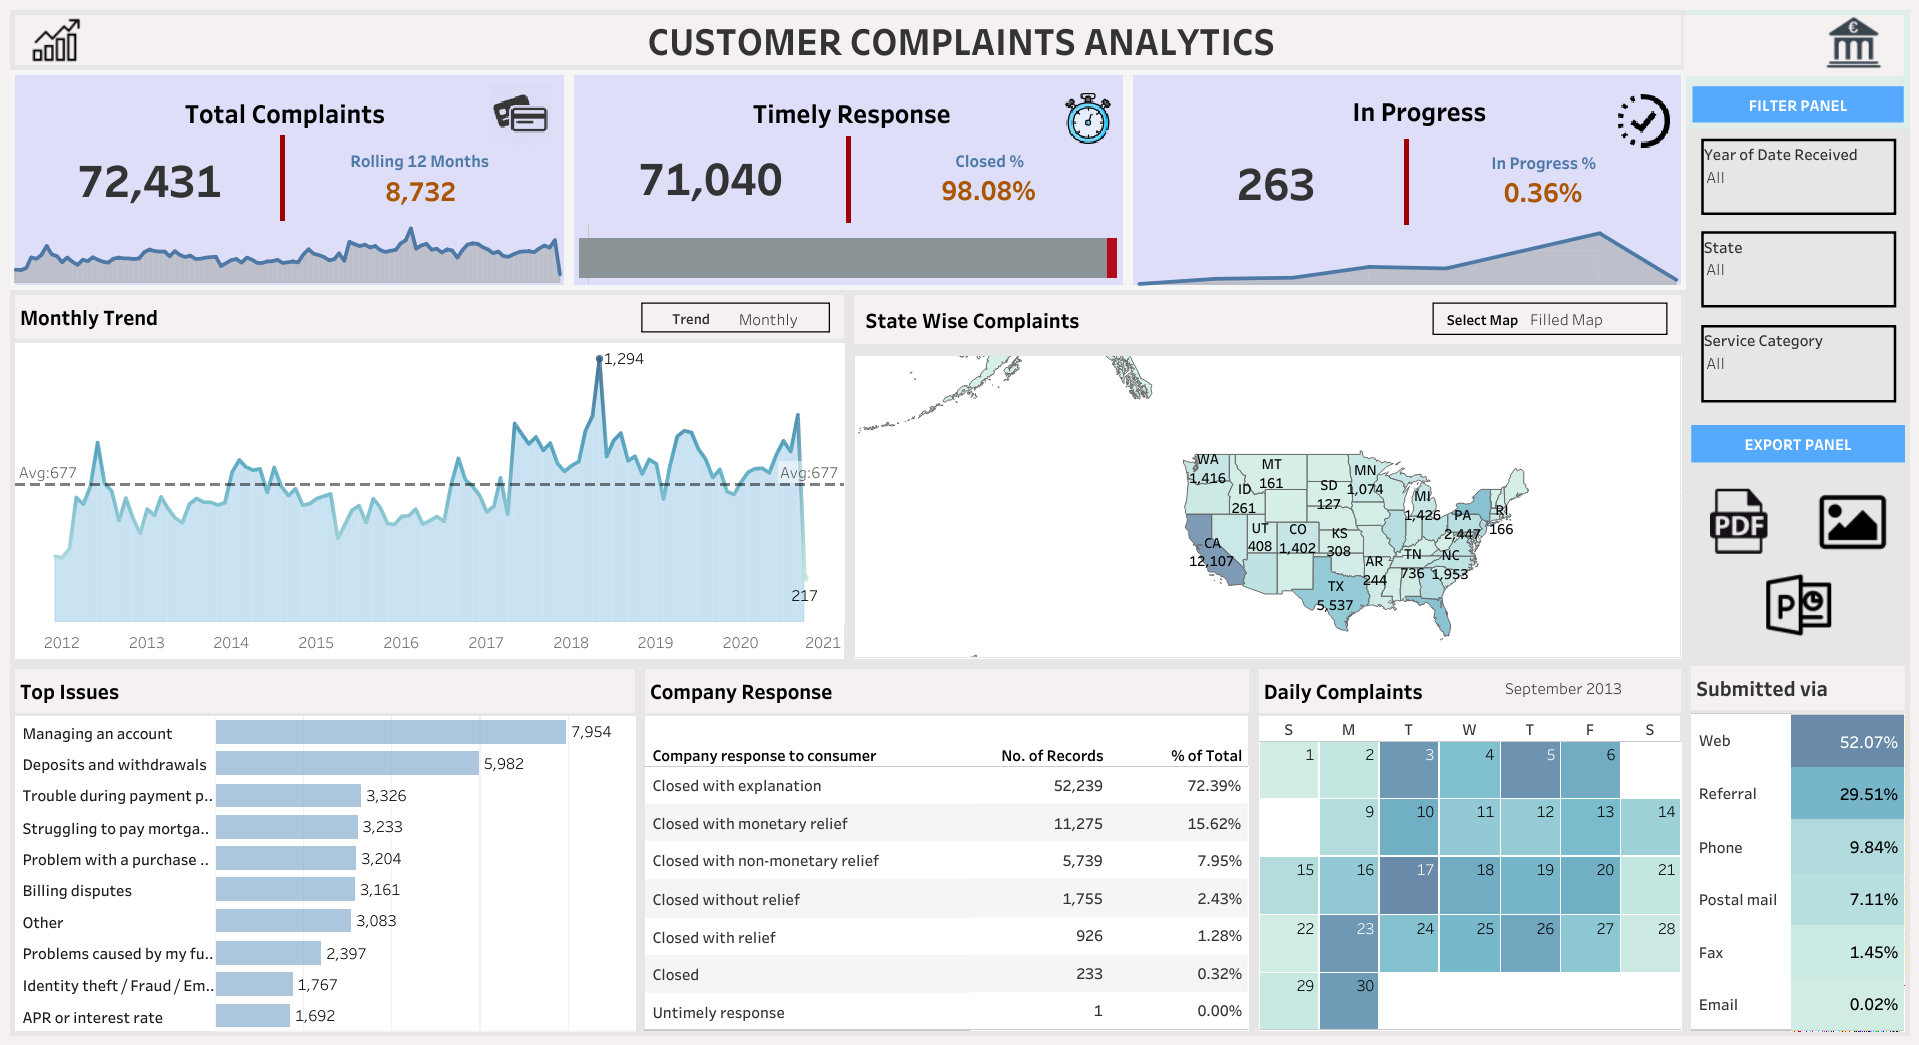 CUSTOMER COMPLAINTS ANALYTICS
€
Total Complaints
72,431
Rolling 12 Months
8,732
Timely Response
71,040
Closed %
98.08%
In Progress
263
In Progress %
0.36%
FILTER PANEL
Year of Date Received
All
State
All
Service Category
All
EXPORT PANEL
PDF
P
Monthly Trend
Trend Monthly
1,294
Avg:677
Avg:677
217
2012 2013 2014 2015 2016 2017 2018 2019 2020 2021
State Wise Complaints
Select Map Filled Map
WA
1,416
MT
161
ID
261
SD
127
MN
1,074
MI
1,426
PA
2,447
RI
166
CA
12,107
UT
408
CO
1,402
KS
308
AR
244
TN
736
NC
1,953
TX
5,537
Top Issues
Managing an account 7,954
Deposits and withdrawals 5,982
Trouble during payment p.. 3,326
Struggling to pay mortga.. 3,233
Problem with a purchase .. 3,204
Billing disputes 3,161
Other 3,083
Problems caused by my fu.. 2,397
Identity theft / Fraud / Em.. 1,767
APR or interest rate 1,692
Company Response
Company response to consumer No. of Records % of Total
Closed with explanation 52,239 72.39%
Closed with monetary relief 11,275 15.62%
Closed with non-monetary relief 5,739 7.95%
Closed without relief 1,755 2.43%
Closed with relief 926 1.28%
Closed 233 0.32%
Untimely response 1 0.00%
Daily Complaints September 2013
S M T W T F S
1 2 3 4 5 6
9 10 11 12 13 14
15 16 17 18 19 20 21
22 23 24 25 26 27 28
29 30
Submitted via
Web 52.07%
Referral 29.51%
Phone 9.84%
Postal mail 7.11%
Fax 1.45%
Email 0.02%